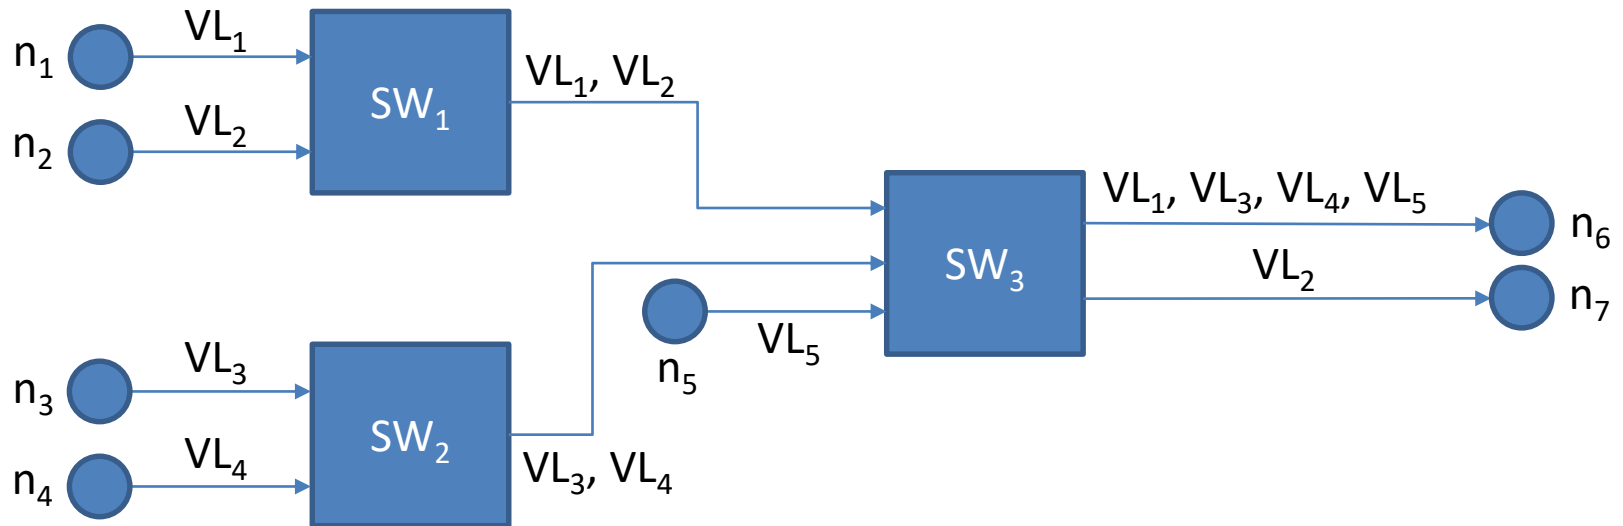 n₁
VL₁
n₂
VL₂
SW₁
VL₁, VL₂
n₃
VL₃
n₄
VL₄
SW₂
VL₃, VL₄
n₅
VL₅
SW₃
VL₁, VL₃, VL₄, VL₅
n₆
VL₂
n₇